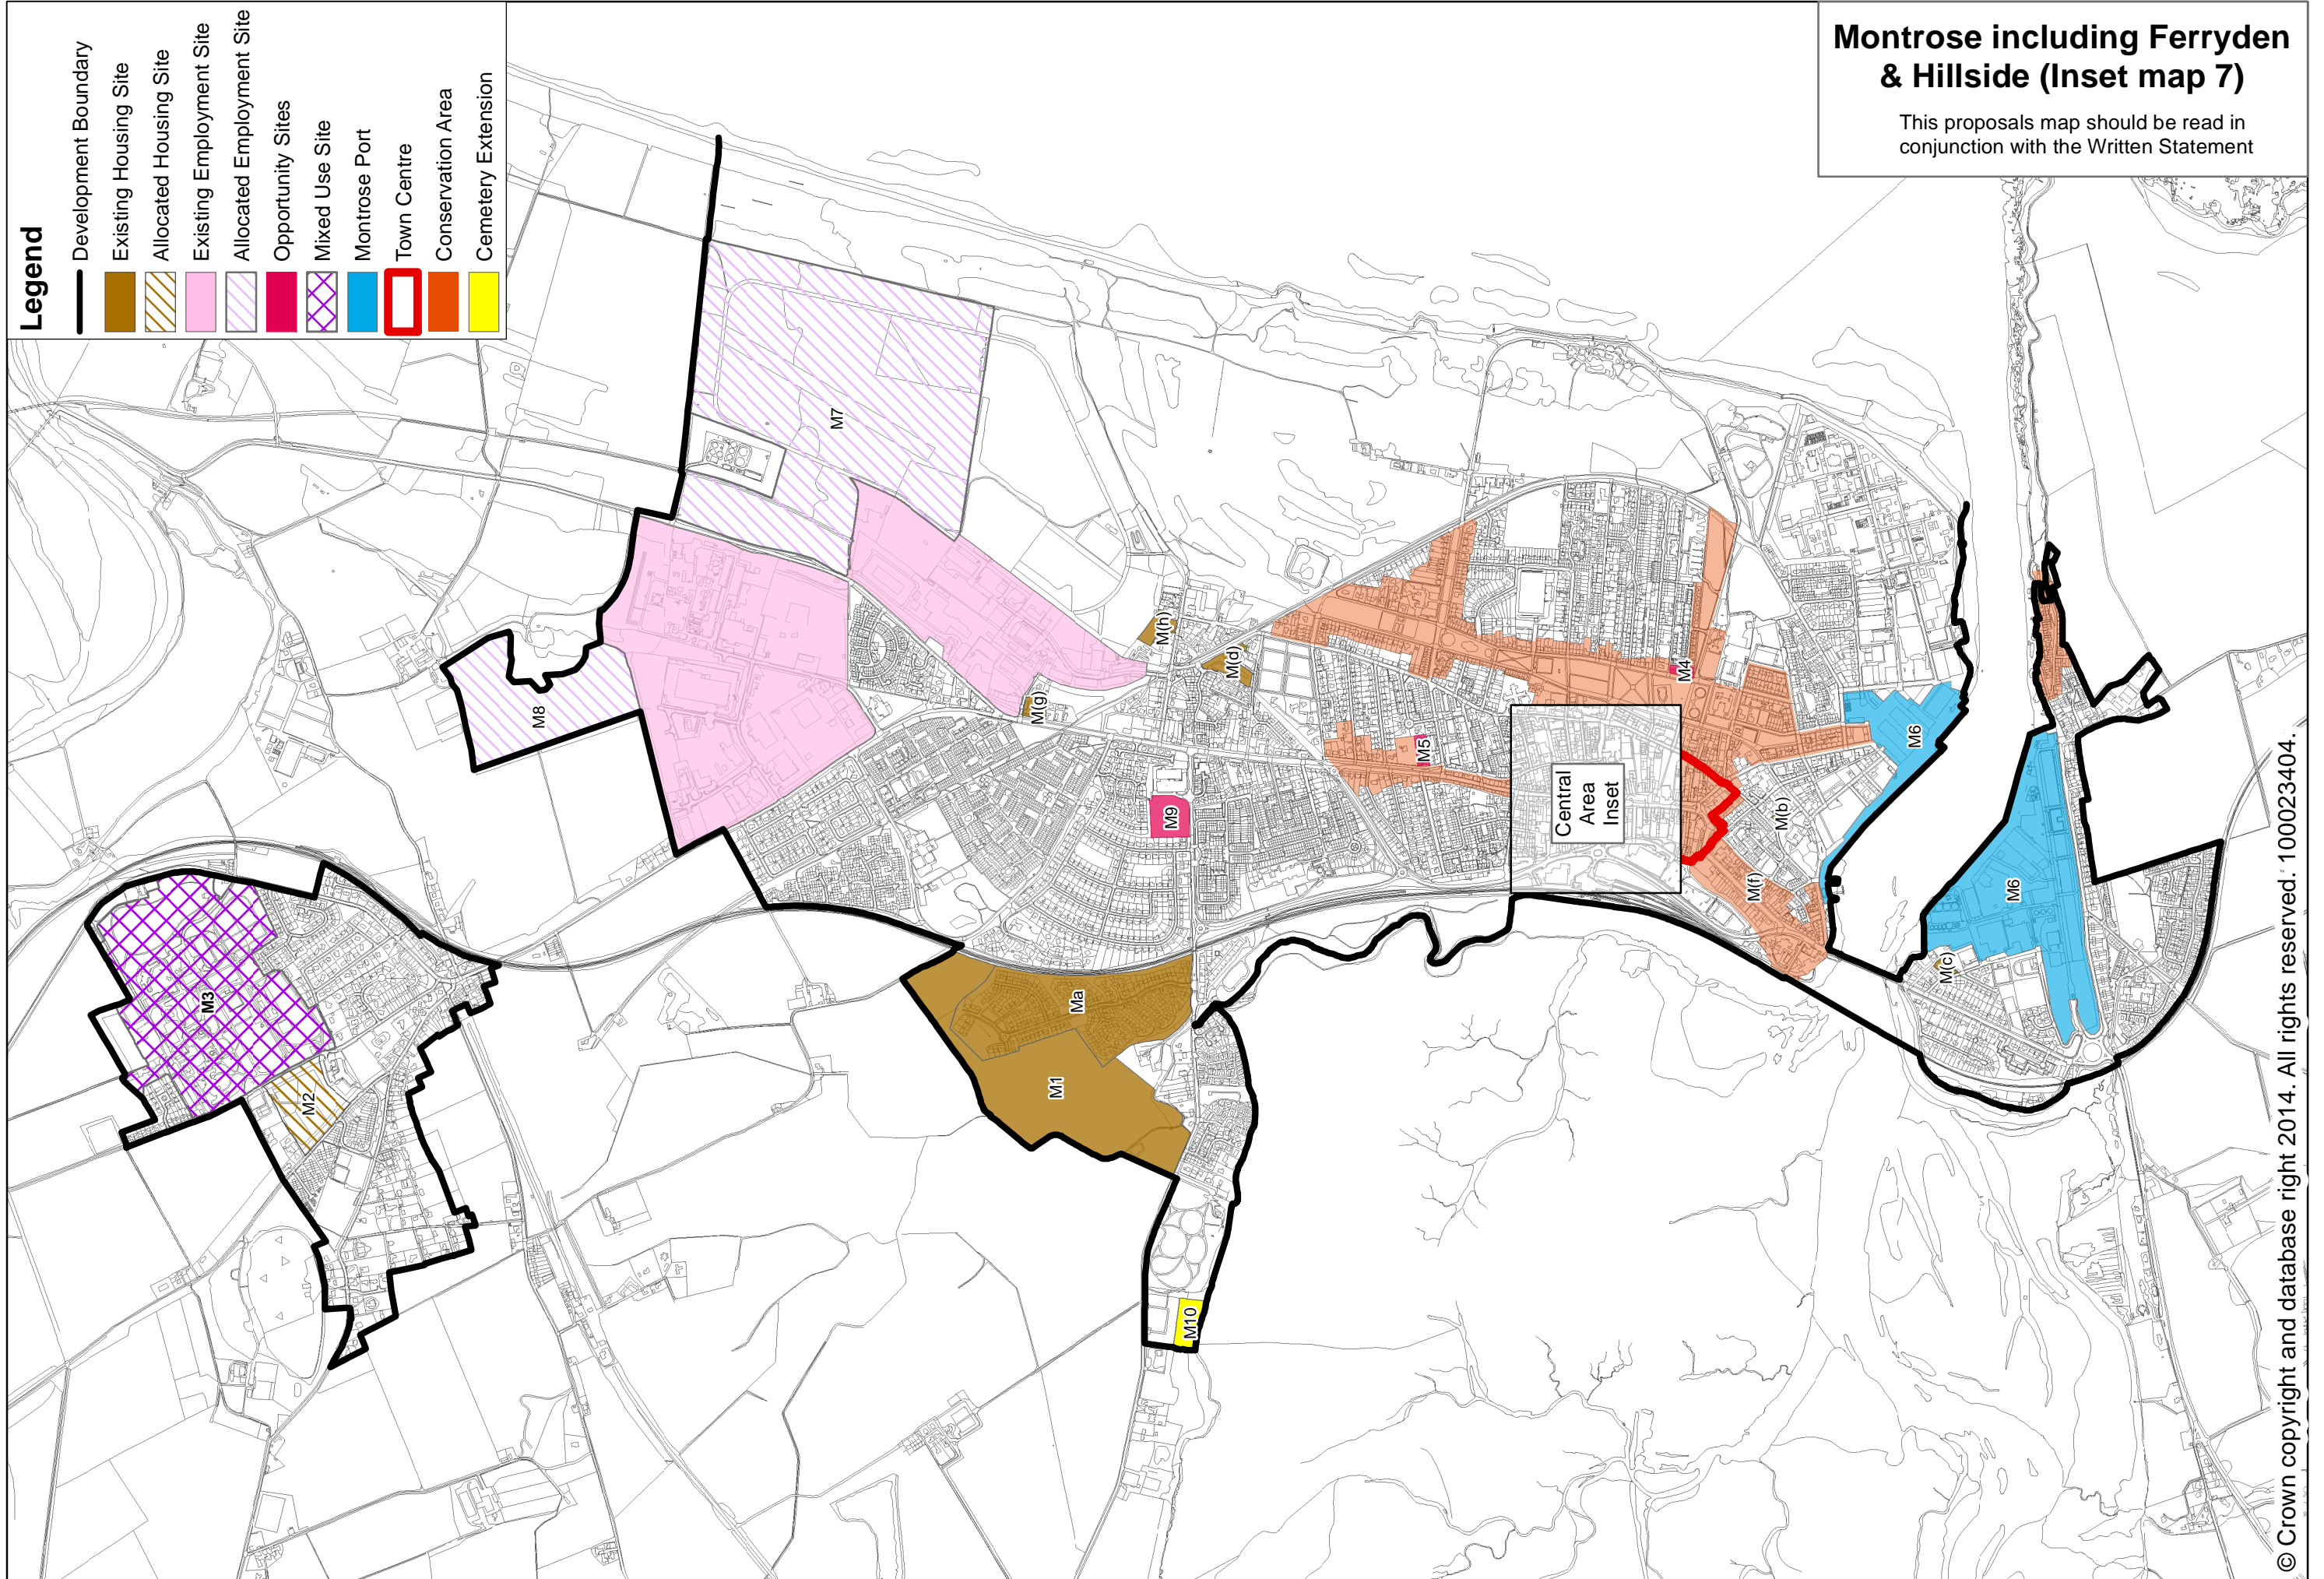 Montrose including Ferryden
& Hillside (Inset map 7)
This proposals map should be read in
conjunction with the Written Statement
Legend
Development Boundary
Existing Housing Site
Allocated Housing Site
Existing Employment Site
Allocated Employment Site
Opportunity Sites
Mixed Use Site
Montrose Port
Town Centre
Conservation Area
Cemetery Extension
M7
M8
M(h)
M(d)
M(g)
M4
M5
M6
M9
Central
Area
Inset
M(b)
M(f)
M6
M(c)
M3
Ma
M1
M2
M10
© Crown copyright and database right 2014. All rights reserved. 100023404.